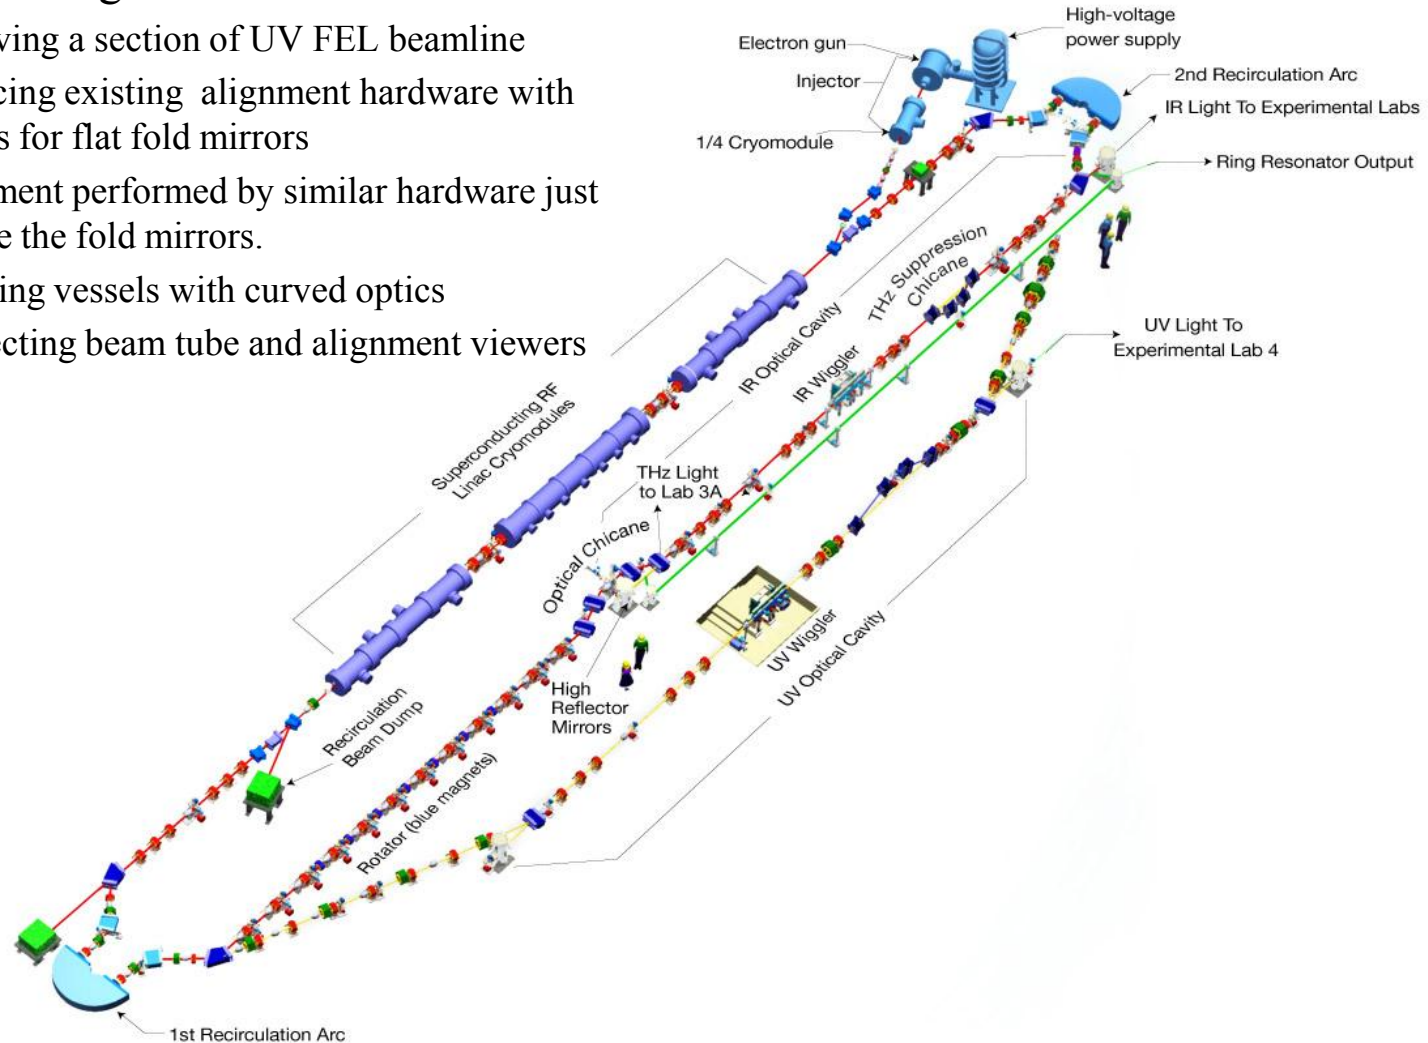 ving a section of UV FEL beamline
cing existing alignment hardware with
s for flat fold mirrors
ment performed by similar hardware just
e the fold mirrors.
ing vessels with curved optics
ecting beam tube and alignment viewers
High-voltage
power supply
Electron gun
Injector
1/4 Cryomodule
2nd Recirculation Arc
IR Light To Experimental Labs
Ring Resonator Output
THz Suppression
Chicane
IR Optical Cavity
IR Wiggler
UV Light To
Experimental Lab 4
Superconducting RF
Linac Cryomodules
THz Light
to Lab 3A
Optical Chicane
UV Wiggler
UV Optical Cavity
High
Reflector
Mirrors
Recirculation
Beam Dump
Rotator (blue magnets)
1st Recirculation Arc